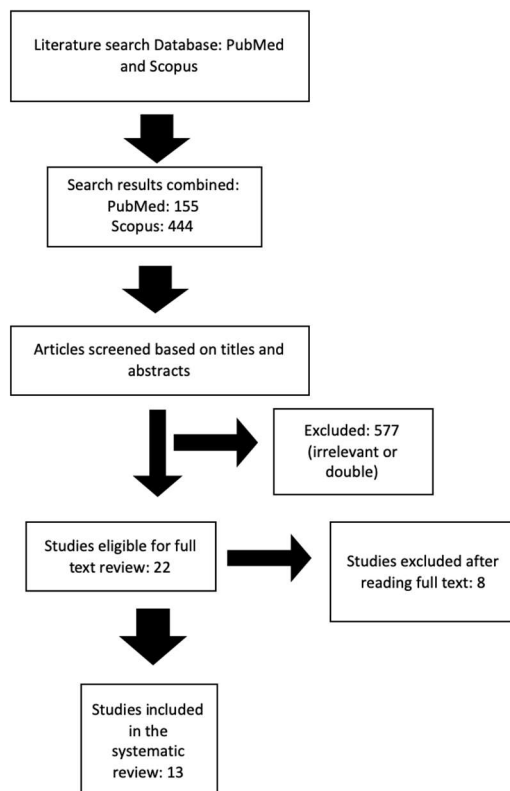 Literature search Database: PubMed
and Scopus
Search results combined:
PubMed: 155
Scopus: 444
Articles screened based on titles and
abstracts
Excluded: 577
(irrelevant or
double)
Studies eligible for full
text review: 22
Studies excluded after
reading full text: 8
Studies included
in the
systematic
review: 13